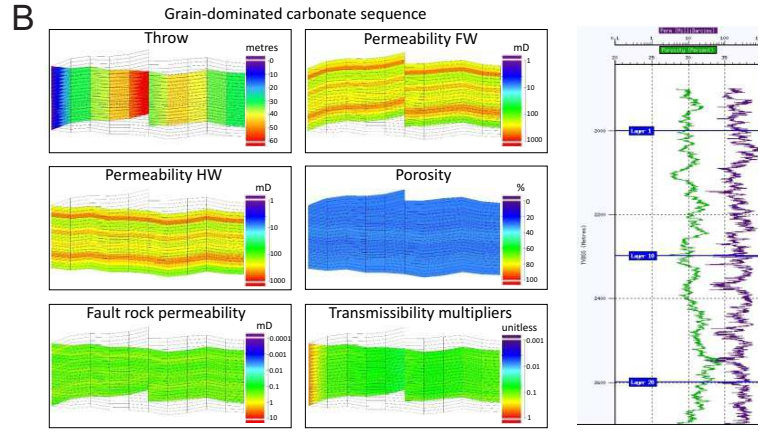 B
Grain-dominated carbonate sequence
Throw
metres
0
10
20
30
40
50
60
Permeability FW
mD
1
10
100
1000
Permeability HW
mD
1
10
100
1000
Porosity
%
0
20
40
60
80
100
Fault rock permeability
mD
0.0001
0.001
0.01
0.1
1
10
Transmissibility multipliers
unitless
0.001
0.01
0.1
1
Perm (MilliDarcies)
Porosity (Percent)
TVDSS (Metres)
2000
2200
2400
2600
Layer 1
Layer 10
Layer 20